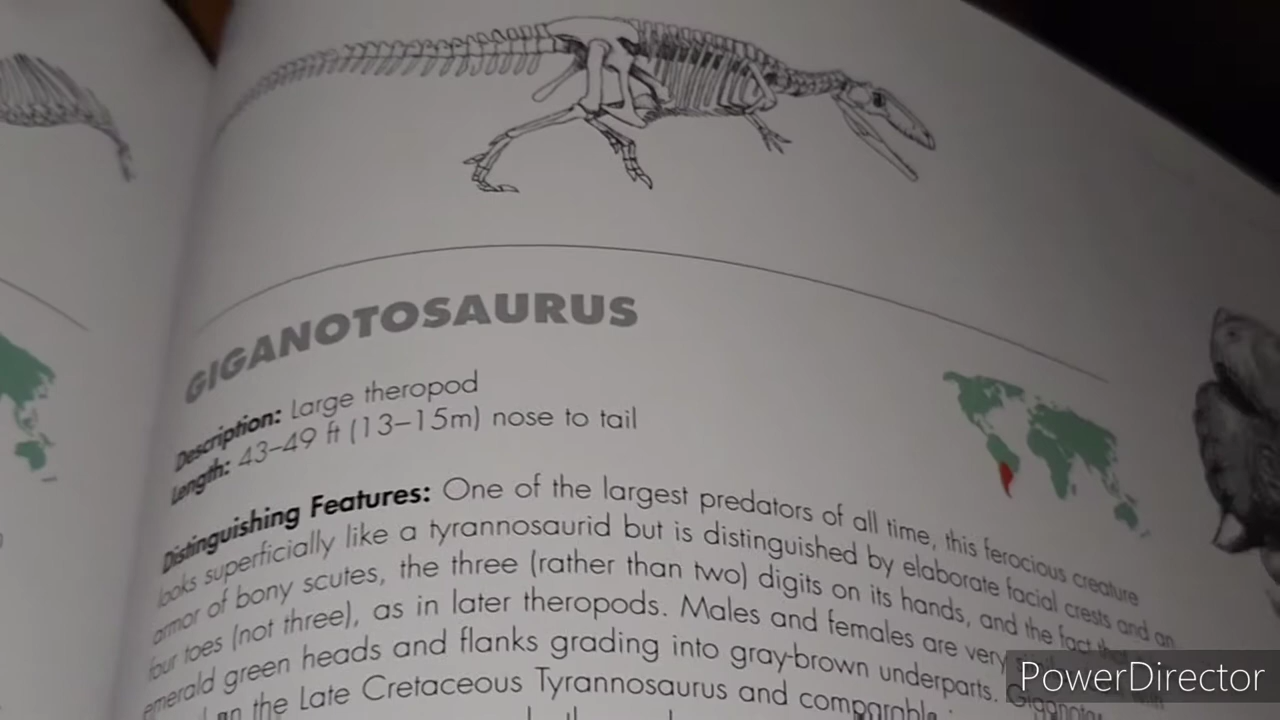 GIGANOTOSAURUS
Description: Large theropod
Length: 43–49 ft (13–15m) nose to tail
Distinguishing Features: One of the largest predators of all time, this ferocious creature
looks superficially like a tyrannosaurid but is distinguished by elaborate facial crests and an
armor of bony scutes, the three (rather than two) digits on its hands, and the fact
four toes (not three), as in later theropods. Males and females are very
emerald green heads and flanks grading into gray-brown underparts.
the Late Cretaceous Tyrannosaurus and
PowerDirector